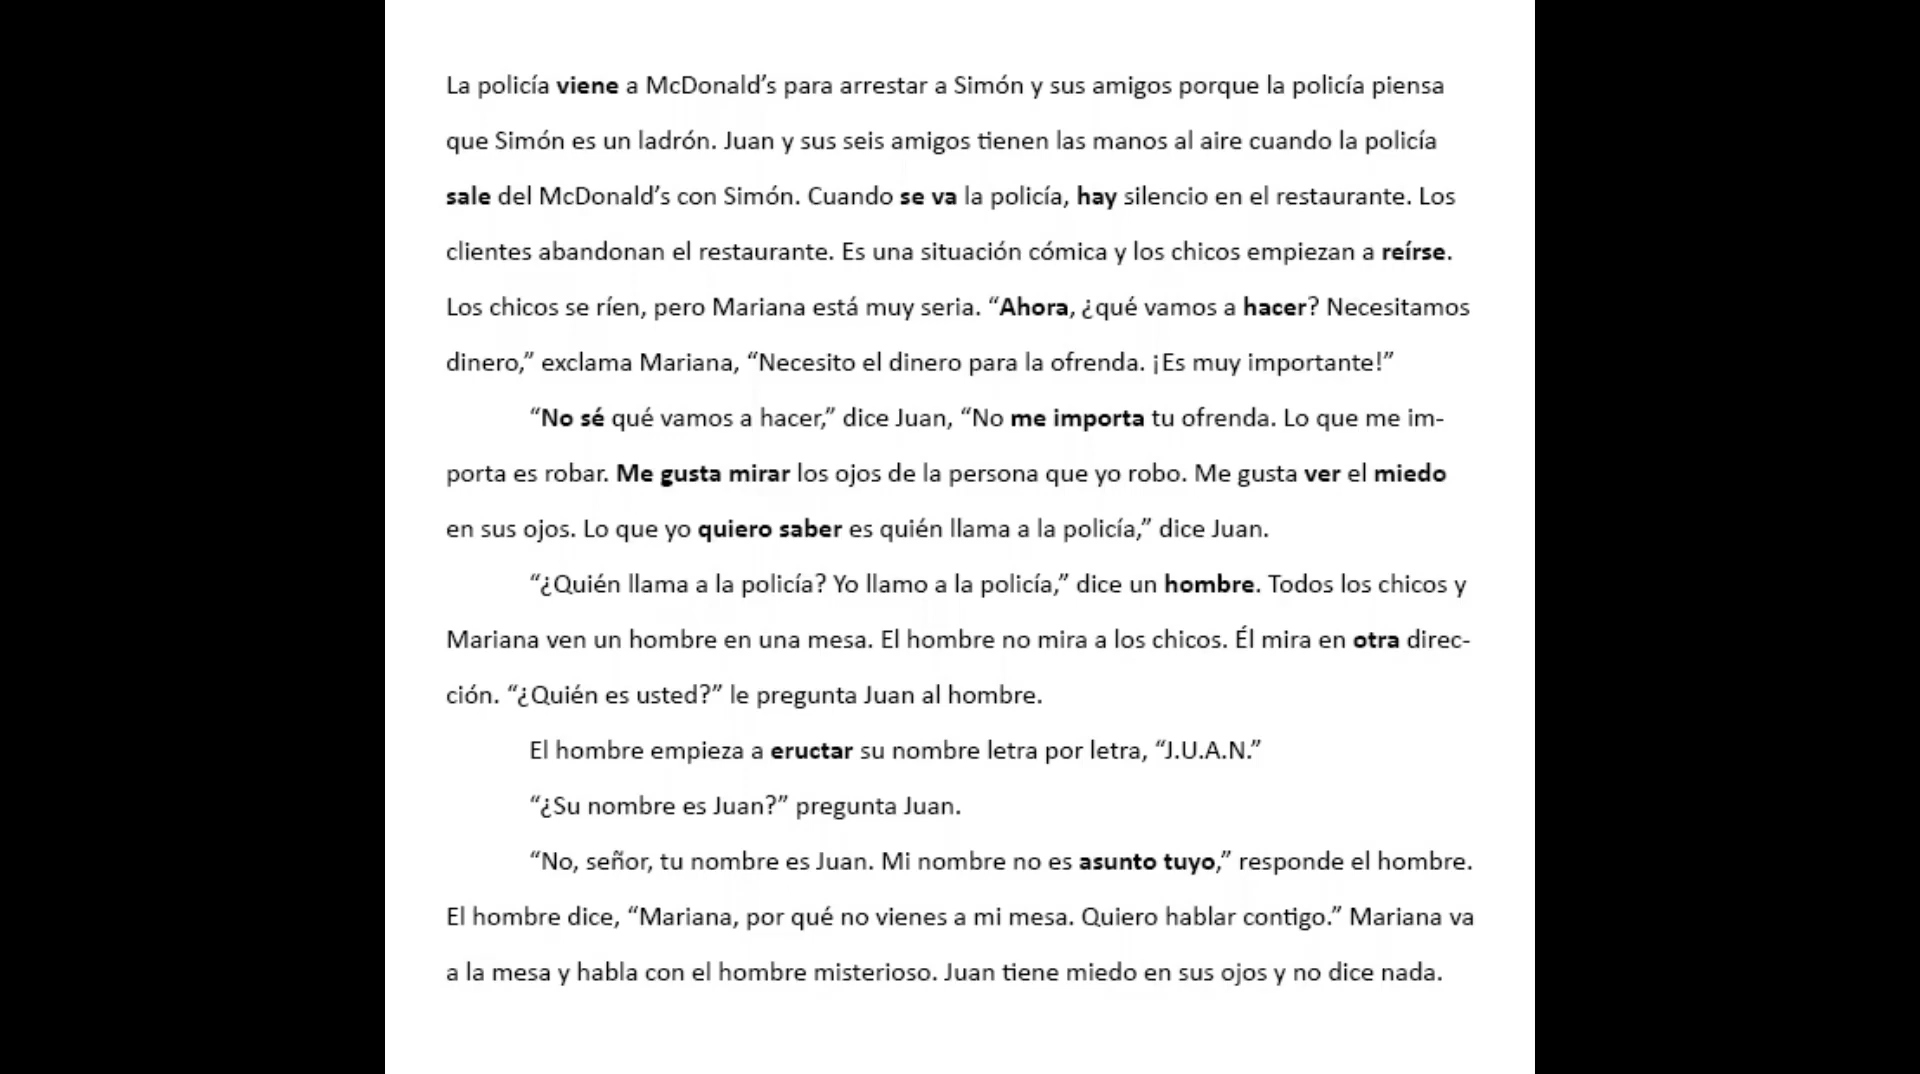 La policía viene a McDonald’s para arrestar a Simón y sus amigos porque la policía piensa
que Simón es un ladrón. Juan y sus seis amigos tienen las manos al aire cuando la policía
sale del McDonald’s con Simón. Cuando se va la policía, hay silencio en el restaurante. Los
clientes abandonan el restaurante. Es una situación cómica y los chicos empiezan a reírse.
Los chicos se ríen, pero Mariana está muy seria. “Ahora, ¿qué vamos a hacer? Necesitamos
dinero,” exclama Mariana, “Necesito el dinero para la ofrenda. ¡Es muy importante!”
“No sé qué vamos a hacer,” dice Juan, “No me importa tu ofrenda. Lo que me im-
porta es robar. Me gusta mirar los ojos de la persona que yo robo. Me gusta ver el miedo
en sus ojos. Lo que yo quiero saber es quién llama a la policía,” dice Juan.
“¿Quién llama a la policía? Yo llamo a la policía,” dice un hombre. Todos los chicos y
Mariana ven un hombre en una mesa. El hombre no mira a los chicos. Él mira en otra direc-
ción. “¿Quién es usted?” le pregunta Juan al hombre.
El hombre empieza a eructar su nombre letra por letra, “J.U.A.N.”
“¿Su nombre es Juan?” pregunta Juan.
“No, señor, tu nombre es Juan. Mi nombre no es asunto tuyo,” responde el hombre.
El hombre dice, “Mariana, por qué no vienes a mi mesa. Quiero hablar contigo.” Mariana va
a la mesa y habla con el hombre misterioso. Juan tiene miedo en sus ojos y no dice nada.